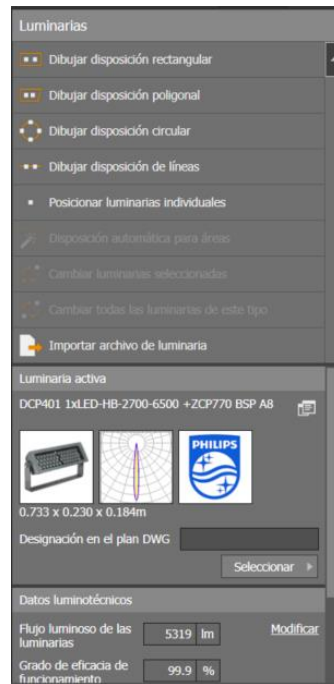 Luminarias
Dibujar disposición rectangular
Dibujar disposición poligonal
Dibujar disposición circular
Dibujar disposición de líneas
Posicionar luminarias individuales
Disposición automática para áreas
Cambiar luminarias seleccionadas
Cambiar todas las luminarias de este tipo
Importar archivo de luminaria
Luminaria activa
DCP401 1xLED-HB-2700-6500 +ZCP770 BSP A8
PHILIPS
0.733 x 0.230 x 0.184m
Designación en el plan DWG
Seleccionar
Datos luminotécnicos
Flujo luminoso de las
luminarias
5319 lm
Modificar
Grado de eficacia de
funcionamiento
99.9 %